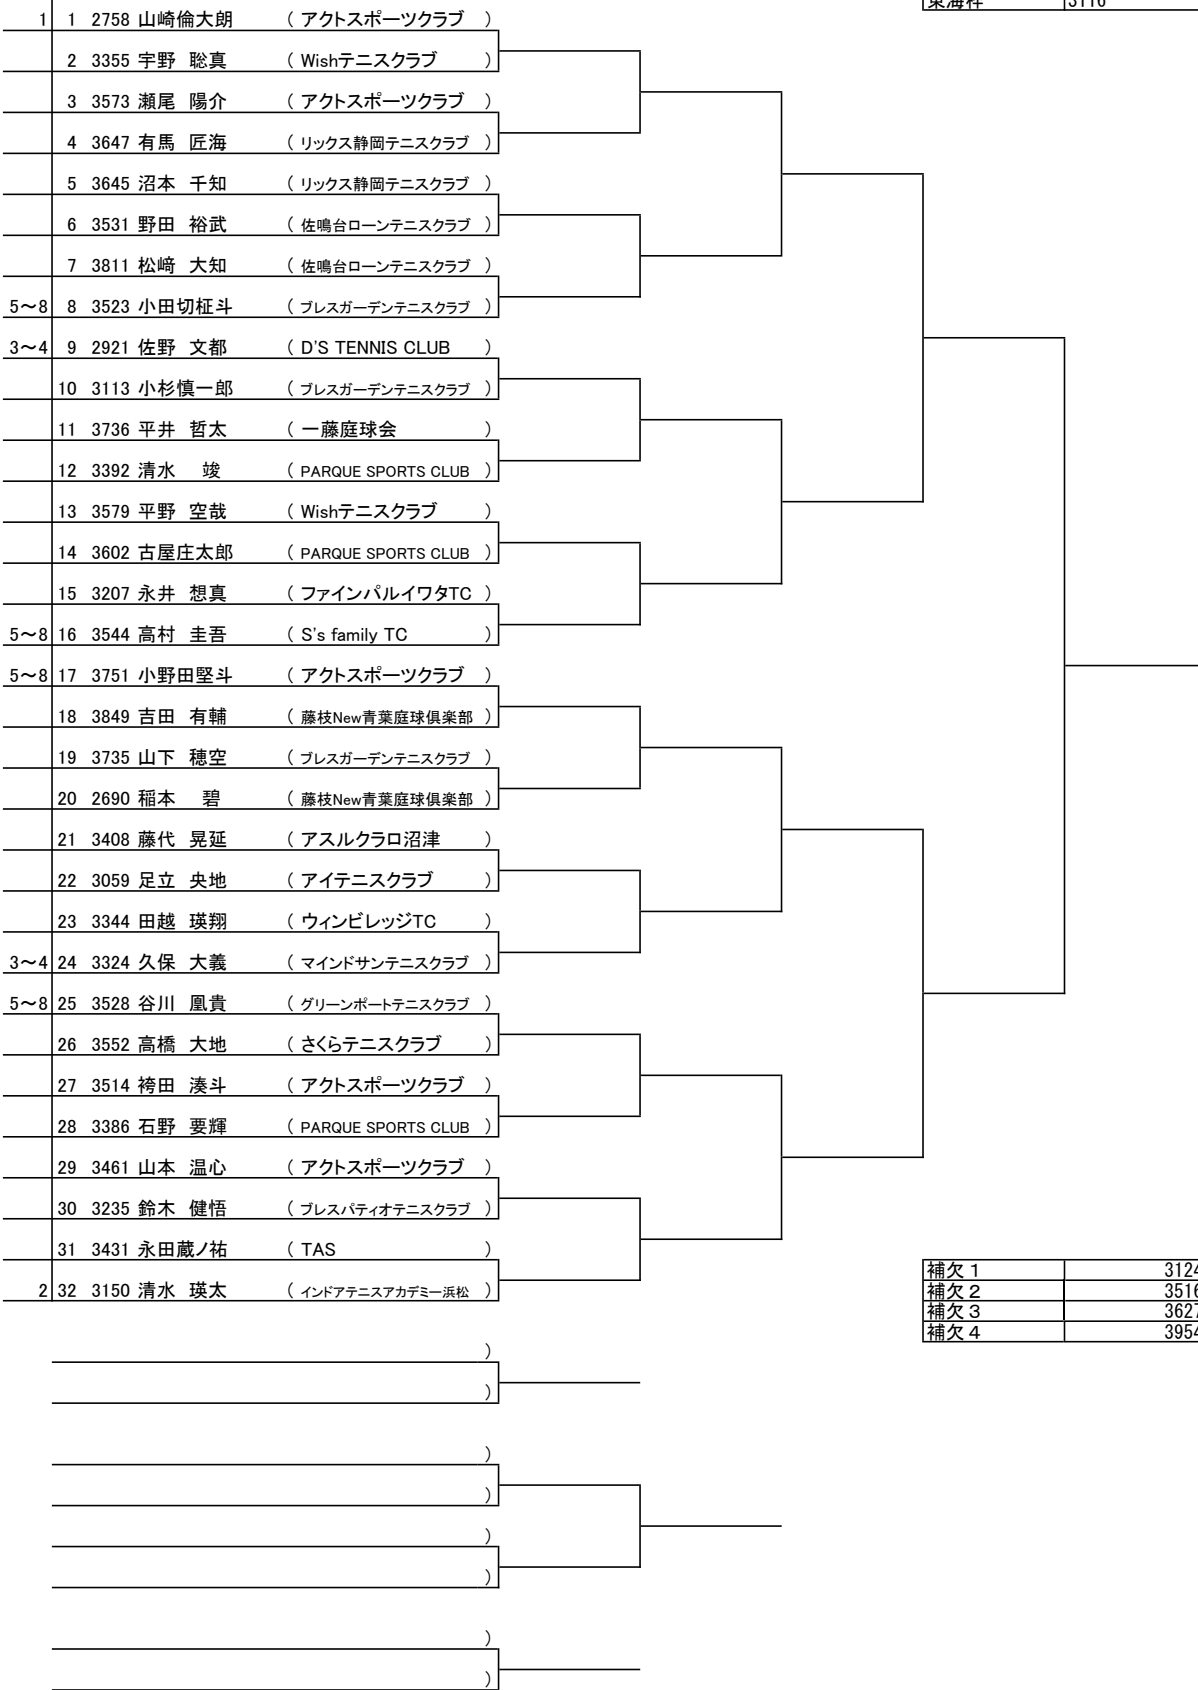 東海枠 3116
1 1 2758 山崎倫大朗 ( アクトスポーツクラブ )
2 3355 宇野 聡真 ( Wishテニスクラブ )
3 3573 瀬尾 陽介 ( アクトスポーツクラブ )
4 3647 有馬 匠海 ( リックス静岡テニスクラブ )
5 3645 沼本 千知 ( リックス静岡テニスクラブ )
6 3531 野田 裕武 ( 佐鳴台ローンテニスクラブ )
7 3811 松﨑 大知 ( 佐鳴台ローンテニスクラブ )
5~8 8 3523 小田切柾斗 ( ブレスガーデンテニスクラブ )
3~4 9 2921 佐野 文都 ( D'S TENNIS CLUB )
10 3113 小杉慎一郎 ( ブレスガーデンテニスクラブ )
11 3736 平井 哲太 ( 一藤庭球会 )
12 3392 清水 竣 ( PARQUE SPORTS CLUB )
13 3579 平野 空哉 ( Wishテニスクラブ )
14 3602 古屋庄太郎 ( PARQUE SPORTS CLUB )
15 3207 永井 想真 ( ファインパルイワタTC )
5~8 16 3544 高村 圭吾 ( S's family TC )
5~8 17 3751 小野田堅斗 ( アクトスポーツクラブ )
18 3849 吉田 有輔 ( 藤枝New青葉庭球倶楽部 )
19 3735 山下 穂空 ( ブレスガーデンテニスクラブ )
20 2690 稲本 碧 ( 藤枝New青葉庭球倶楽部 )
21 3408 藤代 晃延 ( アスルクラロ沼津 )
22 3059 足立 央地 ( アイテニスクラブ )
23 3344 田越 瑛翔 ( ウィンビレッジTC )
3~4 24 3324 久保 大義 ( マインドサンテニスクラブ )
5~8 25 3528 谷川 凰貴 ( グリーンポートテニスクラブ )
26 3552 高橋 大地 ( さくらテニスクラブ )
27 3514 袴田 湊斗 ( アクトスポーツクラブ )
28 3386 石野 要輝 ( PARQUE SPORTS CLUB )
29 3461 山本 温心 ( アクトスポーツクラブ )
30 3235 鈴木 健悟 ( ブレスパティオテニスクラブ )
31 3431 永田蔵ノ祐 ( TAS )
2 32 3150 清水 瑛太 ( インドアテニスアカデミー浜松 )
補欠1 3124
補欠2 3516
補欠3 3627
補欠4 3954
)
)
)
)
)
)
)
)